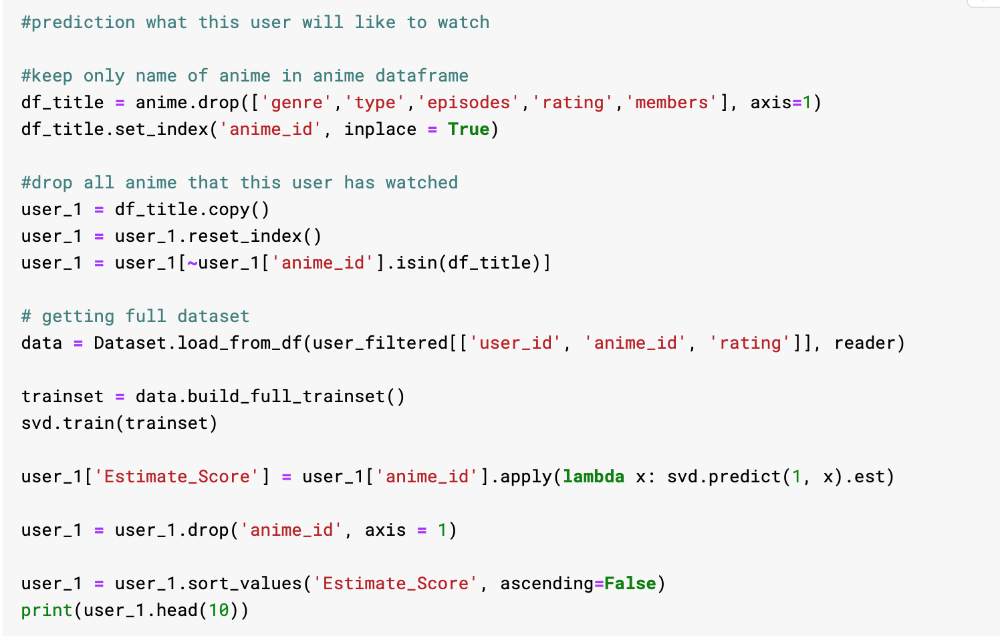 #prediction what this user will like to watch
#keep only name of anime in anime dataframe
df_title = anime.drop(['genre','type','episodes','rating','members'], axis=1)
df_title.set_index('anime_id', inplace = True)
#drop all anime that this user has watched
user_1 = df_title.copy()
user_1 = user_1.reset_index()
user_1 = user_1[~user_1['anime_id'].isin(df_title)]
# getting full dataset
data = Dataset.load_from_df(user_filtered[['user_id', 'anime_id', 'rating']], reader)
trainset = data.build_full_trainset()
svd.train(trainset)
user_1['Estimate_Score'] = user_1['anime_id'].apply(lambda x: svd.predict(1, x).est)
user_1 = user_1.drop('anime_id', axis = 1)
user_1 = user_1.sort_values('Estimate_Score', ascending=False)
print(user_1.head(10))